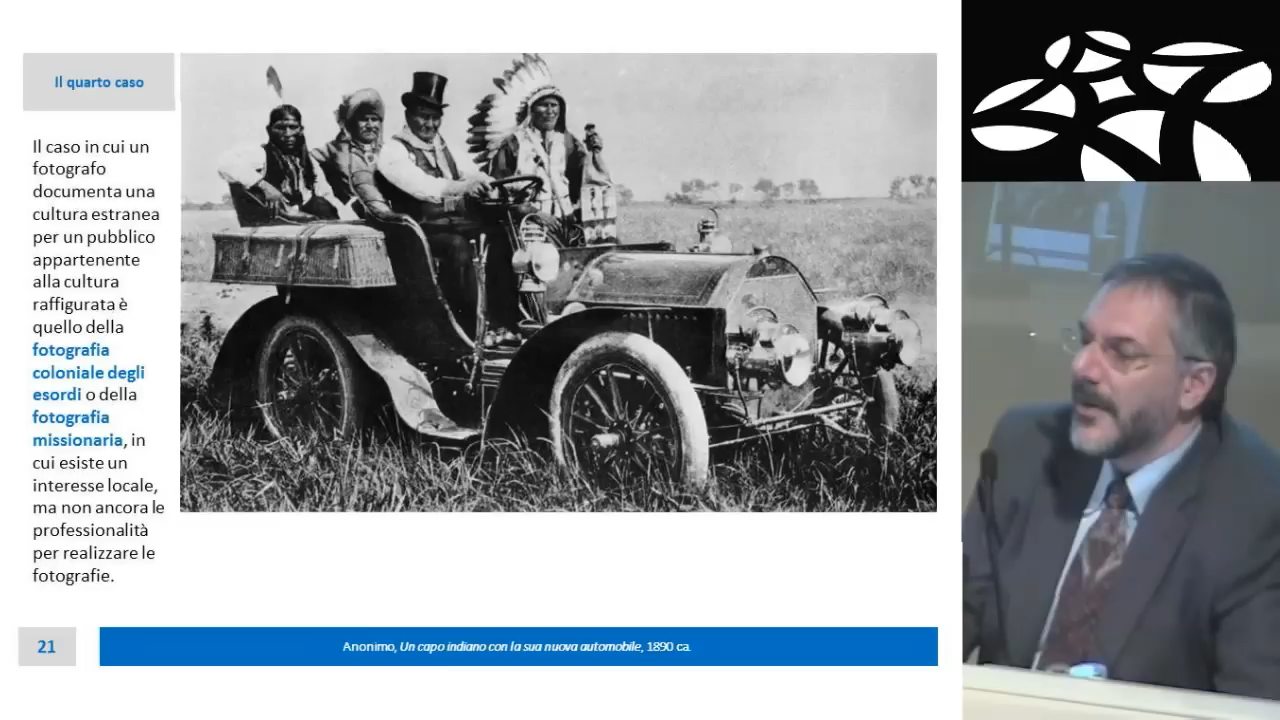 Il quarto caso
Il caso in cui un
fotografo
documenta una
cultura estranea
per un pubblico
appartenente
alla cultura
raffigurata è
quello della
fotografia
coloniale degli
esordi o della
fotografia
missionaria, in
cui esiste un
interesse locale,
ma non ancora le
professionalità
per realizzare le
fotografie.
21
Anonimo, Un capo indiano con la sua nuova automobile, 1890 ca.